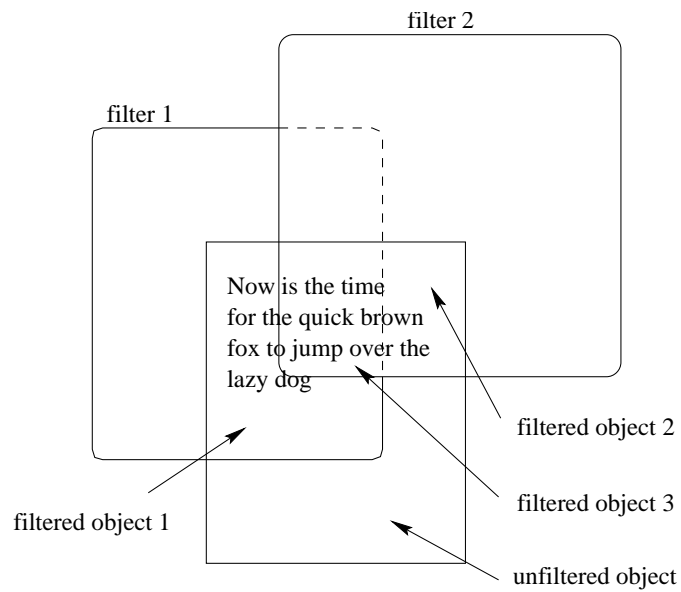 filter 2
filter 1
Now is the time
for the quick brown
fox to jump over the
lazy dog
filtered object 2
filtered object 3
filtered object 1
unfiltered object